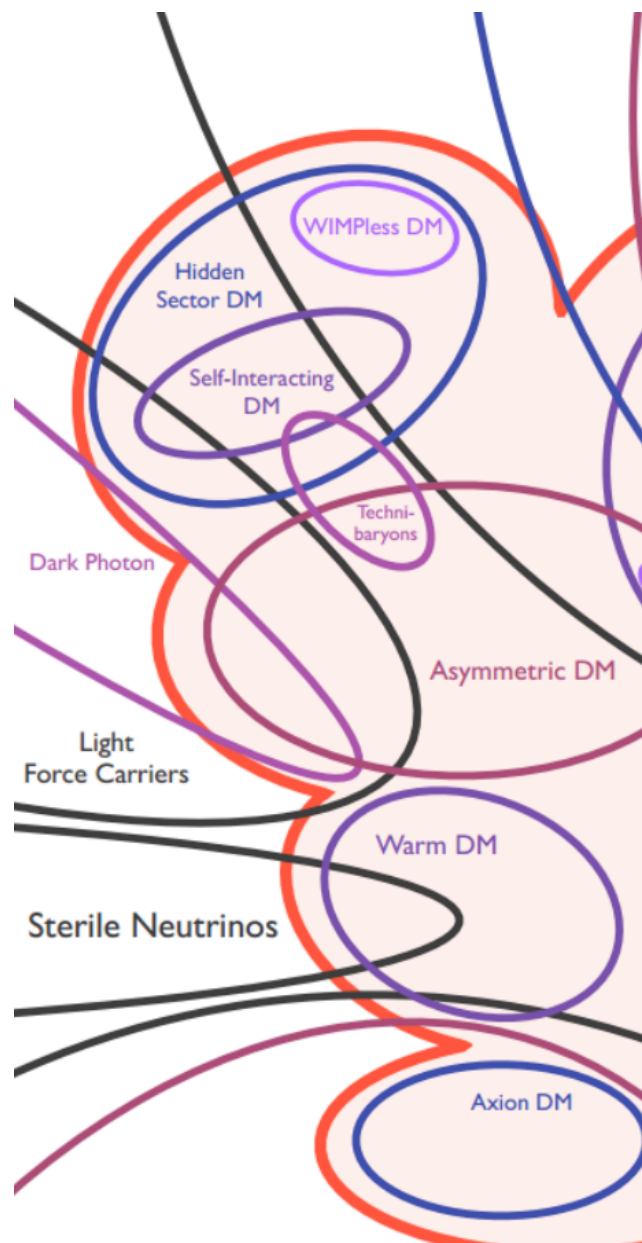 WIMPless DM
Hidden
Sector DM
Self-Interacting
DM
Techni-
baryons
Dark Photon
Asymmetric DM
Light
Force Carriers
Warm DM
Sterile Neutrinos
Axion DM